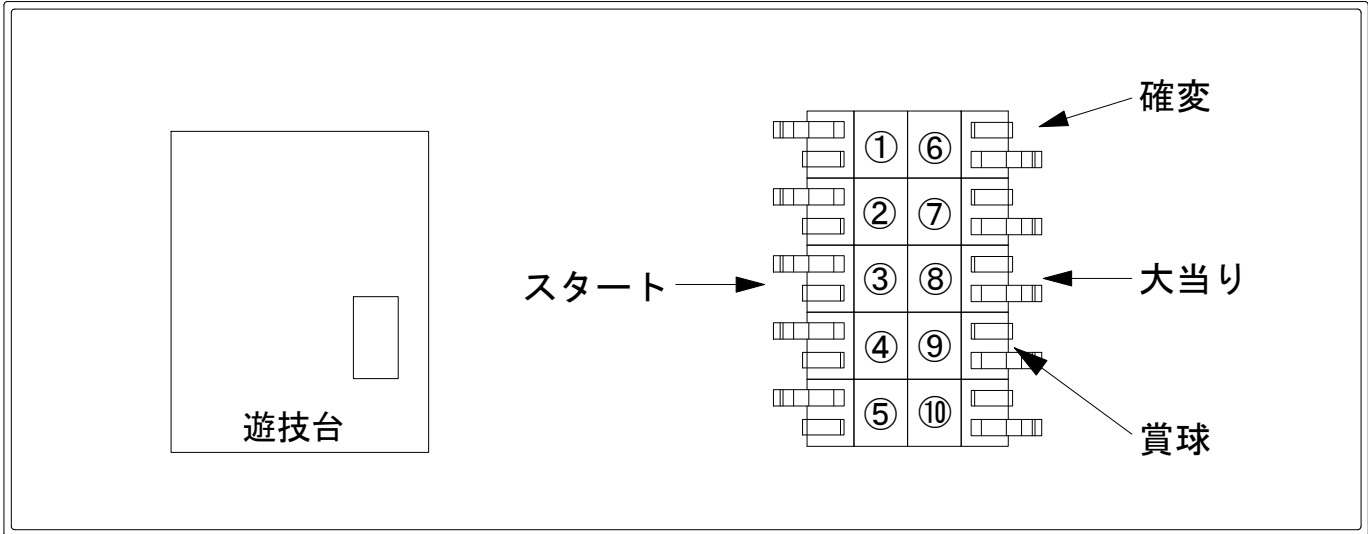 確変
① ⑥
② ⑦
スタート ③ ⑧ 大当り
④ ⑨
遊技台 ⑤ ⑩ 賞球